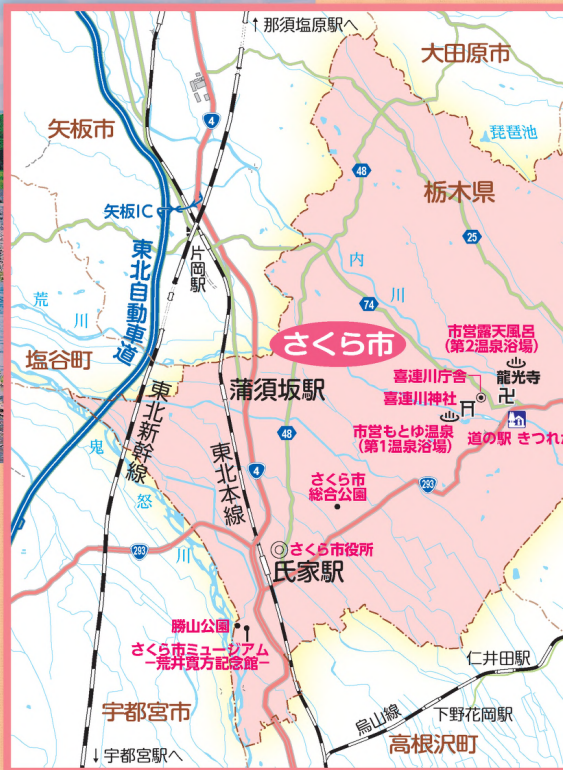 ↑那須塩原駅へ
大田原市
4
矢板市
琵琶池
48
栃木県
矢板IC
25
片岡駅
東北自動車道
内川
荒川
74
さくら市
市営露天風呂
(第2温泉浴場)
塩谷町
喜連川庁舎
龍光寺
蒲須坂駅
喜連川神社
東北新幹線
市営もとゆ温泉
(第1温泉浴場)
道の駅 きつれが
鬼怒川
48
東北本線
4
さくら市
総合公園
293
293
さくら市役所
氏家駅
勝山公園
さくら市ミュージアム
−荒井寛方記念館−
仁井田駅
宇都宮市
烏山線
下野花岡駅
高根沢町
↓宇都宮駅へ